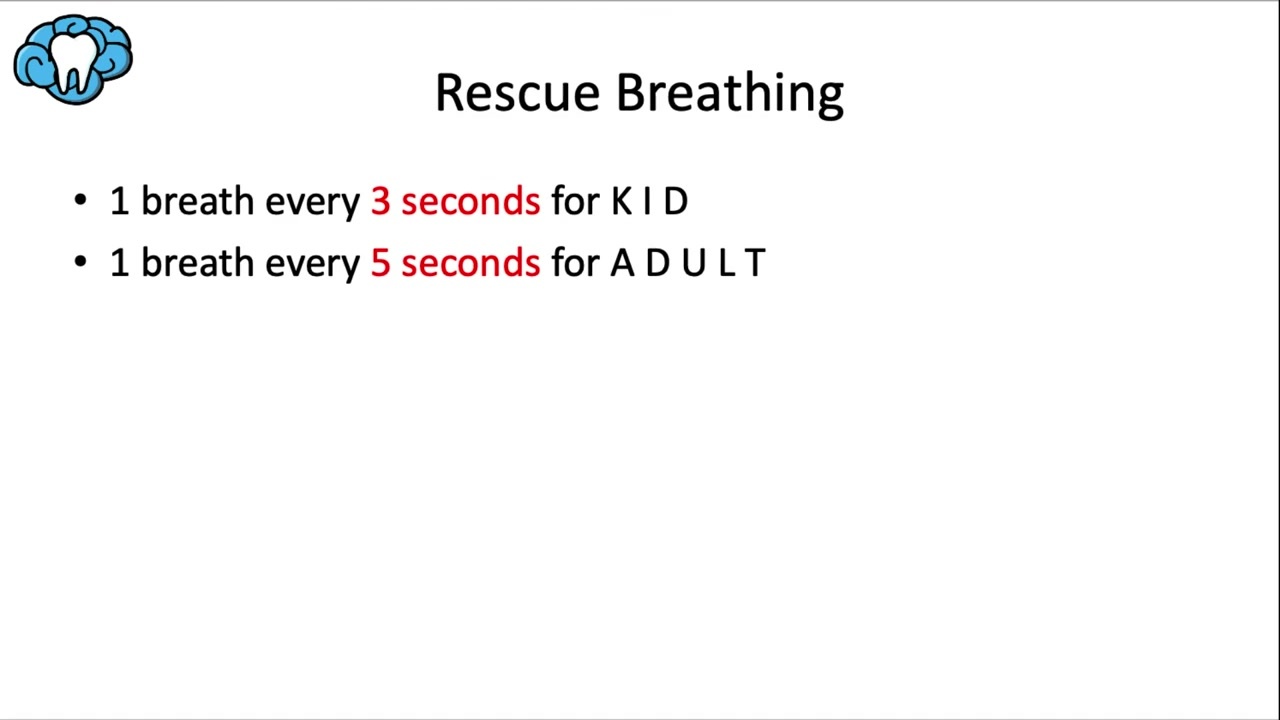 Rescue Breathing
• 1 breath every 3 seconds for K I D
• 1 breath every 5 seconds for A D U L T